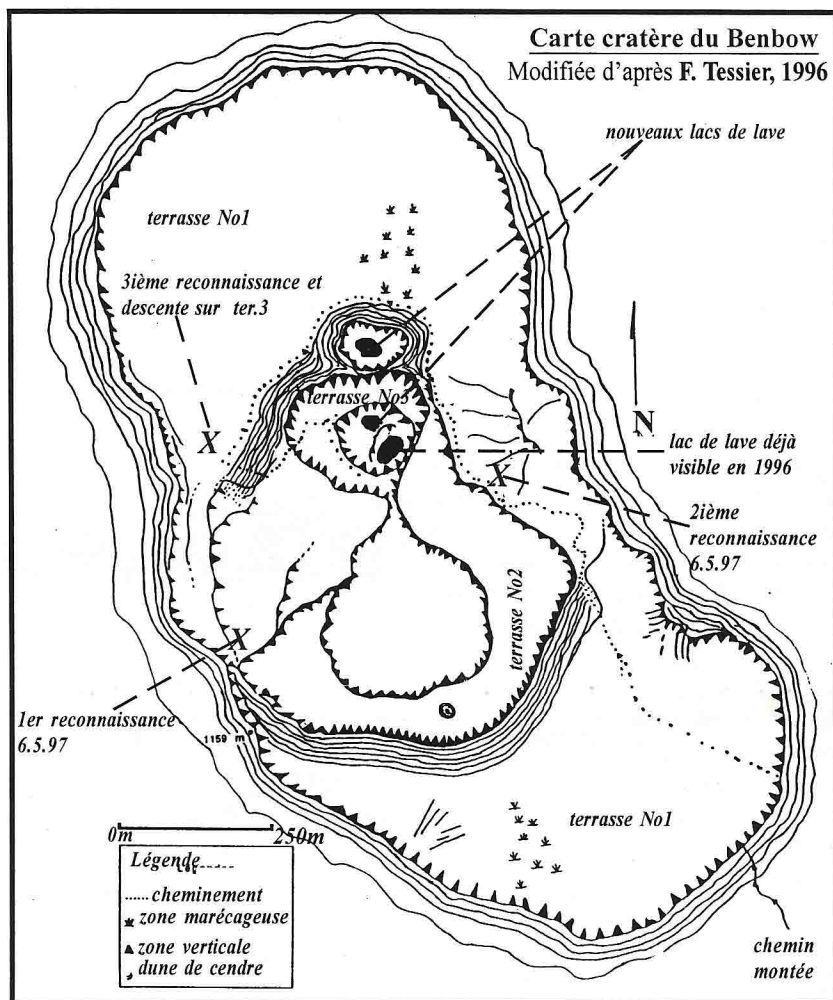 Carte cratère du Benbow
Modifiée d'après F. Tessier, 1996
nouveaux lacs de lave
terrasse No1
3ième reconnaissance et
descente sur ter.3
terrasse No3
N
lac de lave déjà
visible en 1996
X
X
2ième
reconnaissance
6.5.97
terrasse No2
X
1er reconnaissance
6.5.97
1159 m
terrasse No1
0m
250m
Légende
cheminement
zone marécageuse
zone verticale
dune de cendre
chemin
montée